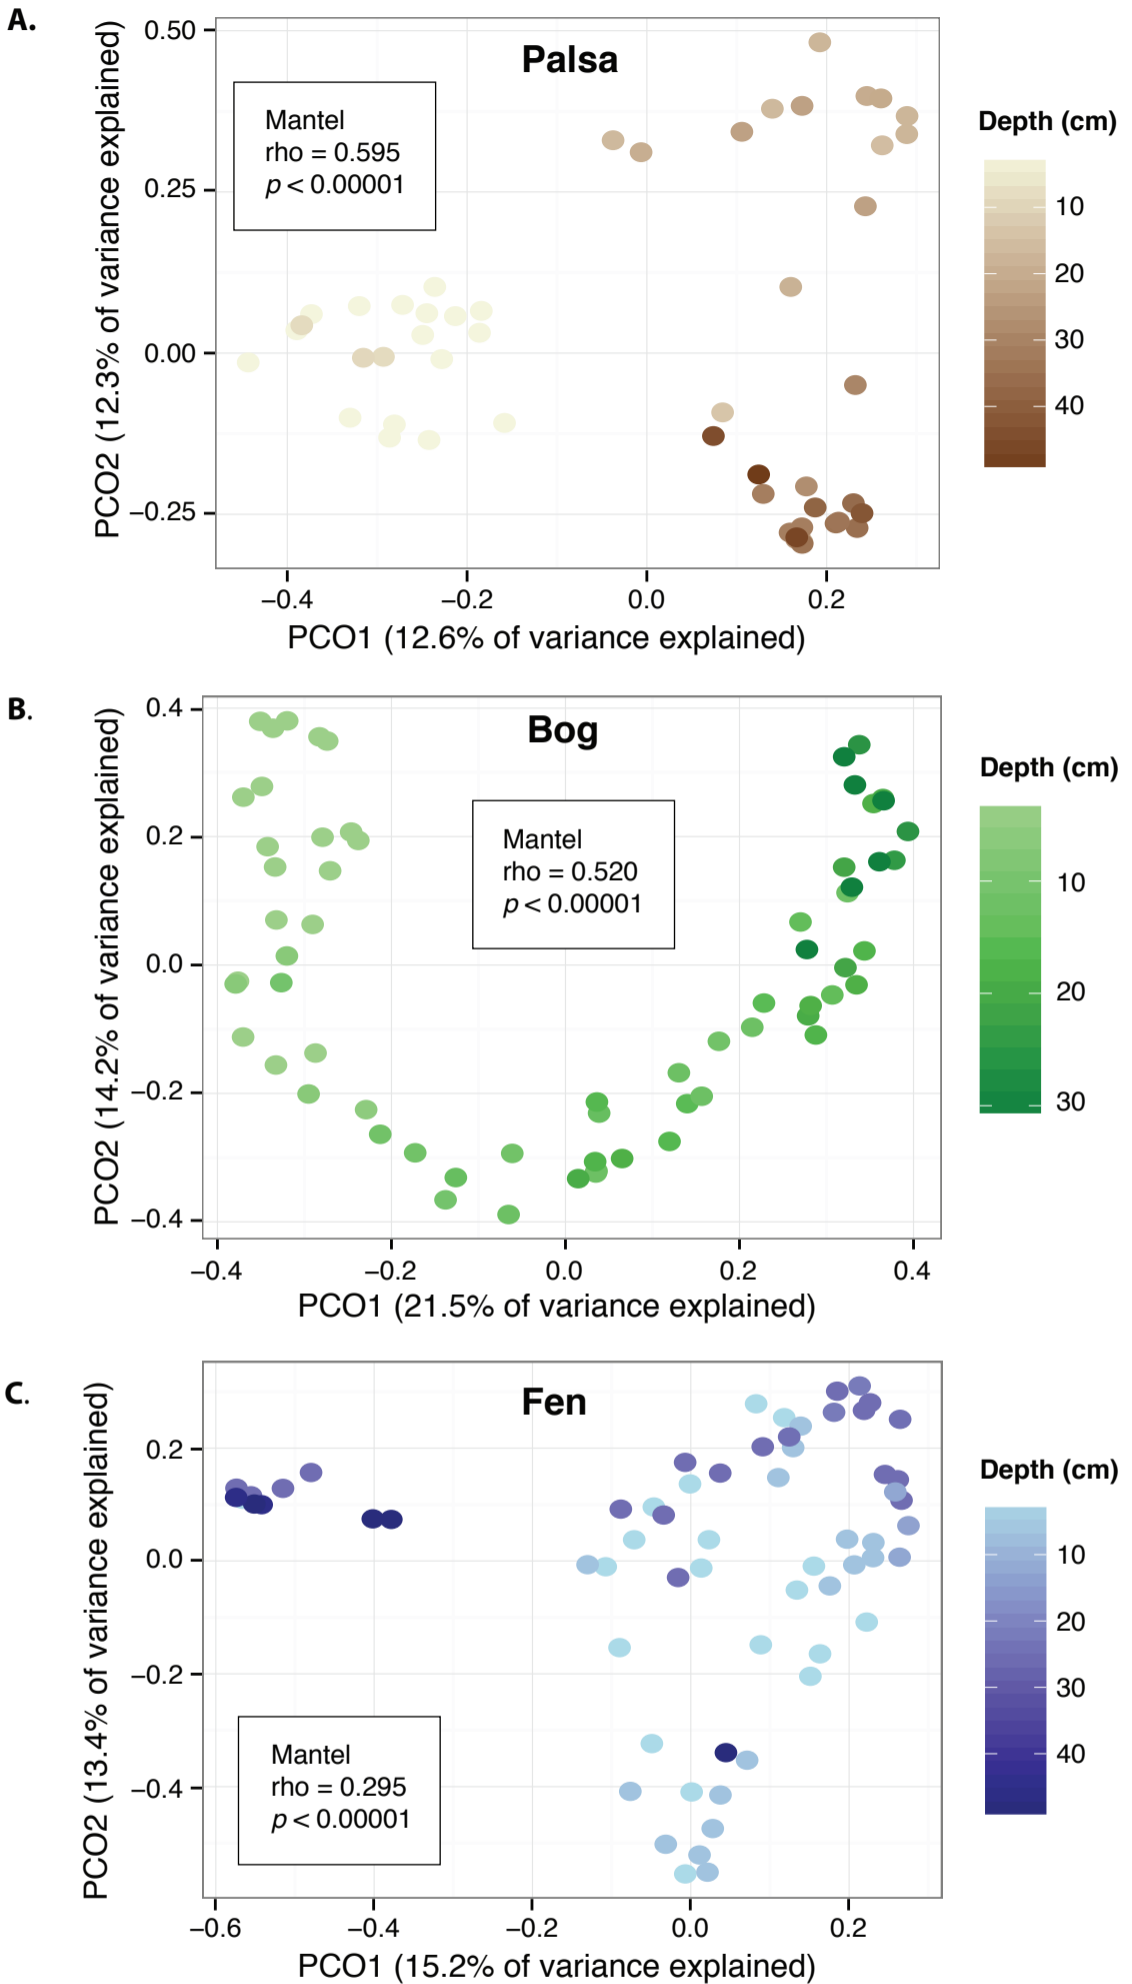 A.
Palsa
Mantel
rho = 0.595
p < 0.00001
PCO2 (12.3% of variance explained)
0.50
0.25
0.00
−0.25
−0.4
−0.2
0.0
0.2
PCO1 (12.6% of variance explained)
Depth (cm)
10
20
30
40
B.
Bog
Mantel
rho = 0.520
p < 0.00001
PCO2 (14.2% of variance explained)
0.4
0.2
0.0
−0.2
−0.4
−0.4
−0.2
0.0
0.2
0.4
PCO1 (21.5% of variance explained)
Depth (cm)
10
20
30
C.
Fen
Mantel
rho = 0.295
p < 0.00001
PCO2 (13.4% of variance explained)
0.2
0.0
−0.2
−0.4
−0.6
−0.4
−0.2
0.0
0.2
PCO1 (15.2% of variance explained)
Depth (cm)
10
20
30
40